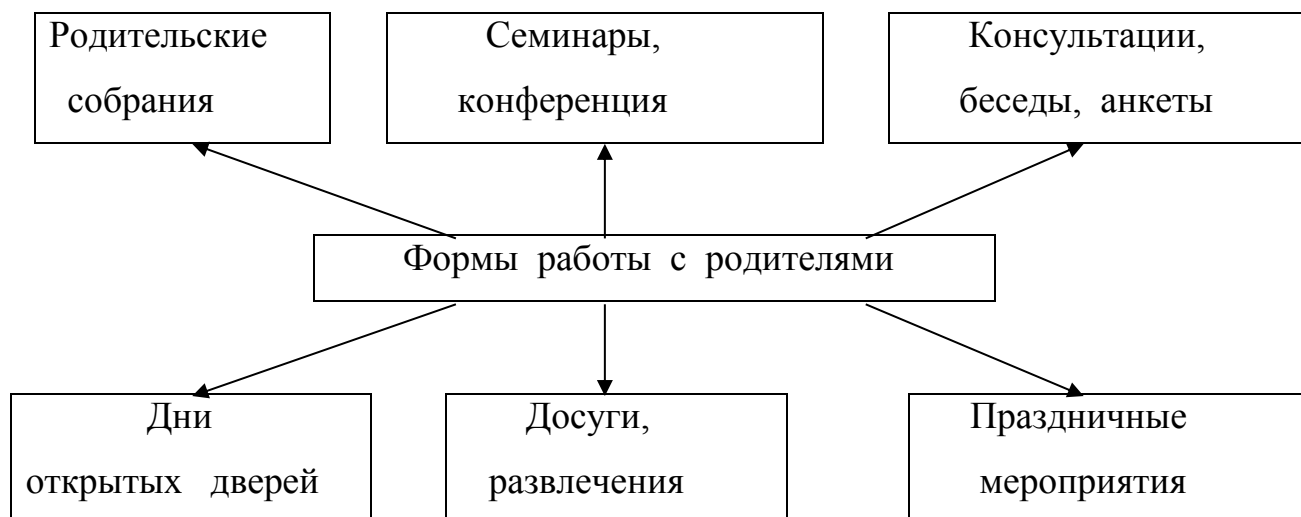 Родительские
собрания
Семинары,
конференция
Консультации,
беседы, анкеты
Формы работы с родителями
Дни
открытых дверей
Досуги,
развлечения
Праздничные
мероприятия